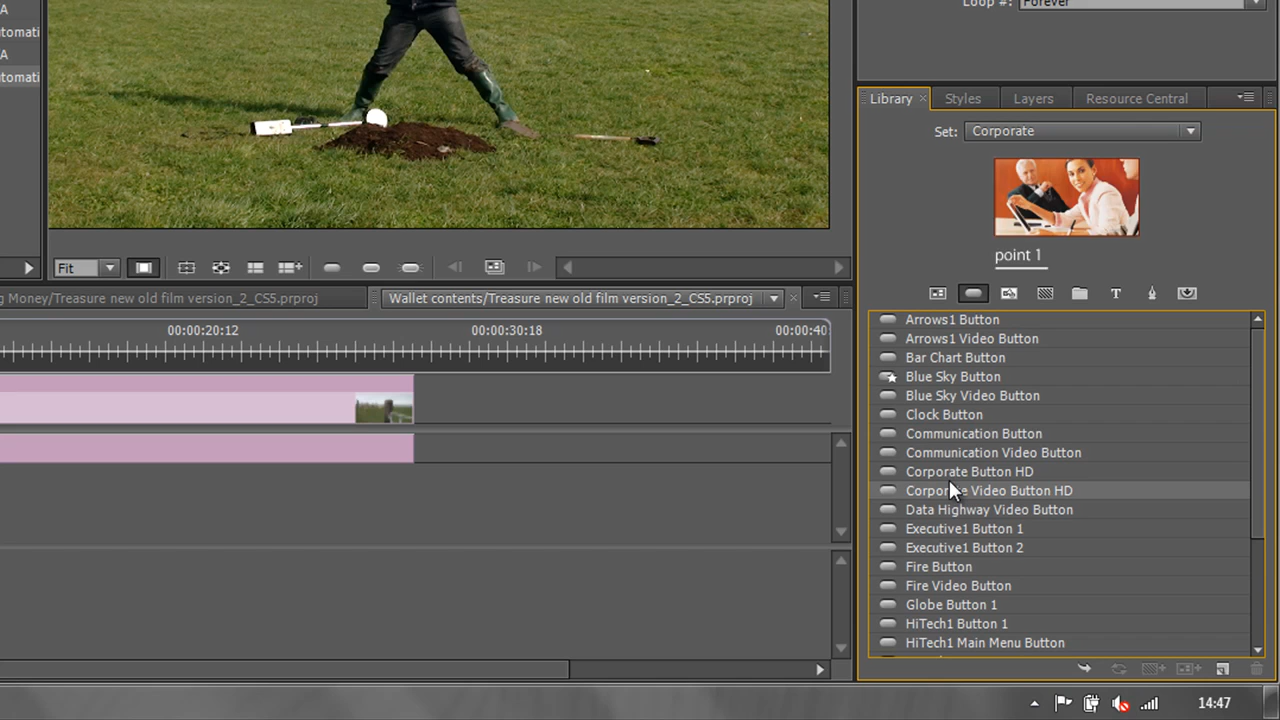 A
utomati
A
utomati
Loop #: Forever
Library × Styles Layers Resource Central
Set: Corporate
point 1
Fit
g Money/Treasure new old film version_2_CS5.prproj
Wallet contents/Treasure new old film version_2_CS5.prproj ×
00:00:20:12 00:00:30:18 00:00:40
T
Arrows1 Button
Arrows1 Video Button
Bar Chart Button
Blue Sky Button
Blue Sky Video Button
Clock Button
Communication Button
Communication Video Button
Corporate Button HD
Corporate Video Button HD
Data Highway Video Button
Executive1 Button 1
Executive1 Button 2
Fire Button
Fire Video Button
Globe Button 1
HiTech1 Button 1
HiTech1 Main Menu Button
14:47